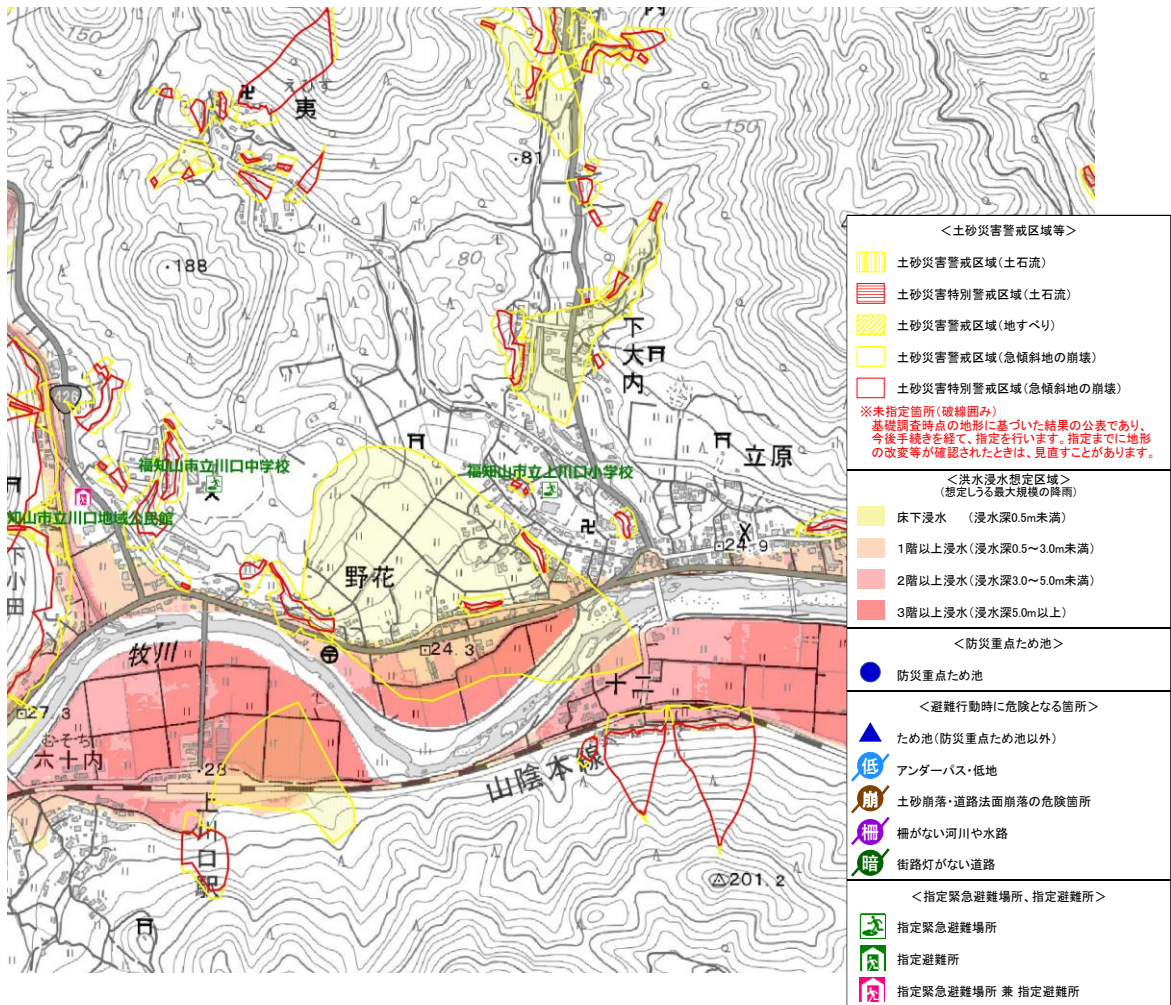 150
内
えびす
夷
卍
・81
150
・188
80
下大内
426
立原
福知山市立川口中学校
福知山市立上川口小学校
知山市立川口地域公民館
文
卍
24.9
下小田
野花
牧川
24.3
十二
27.3
むそち
六十内
・28
上川口駅
山陰本線
201.2
<土砂災害警戒区域等>
土砂災害警戒区域(土石流)
土砂災害特別警戒区域(土石流)
土砂災害警戒区域(地すべり)
土砂災害警戒区域(急傾斜地の崩壊)
土砂災害特別警戒区域(急傾斜地の崩壊)
※未指定箇所(破線囲み)
基礎調査時点の地形に基づいた結果の公表であり、
今後手続きを経て、指定を行います。指定までに地形
の改変等が確認されたときは、見直すことがあります。
<洪水浸水想定区域>
(想定しうる最大規模の降雨)
床下浸水 (浸水深0.5m未満)
1階以上浸水(浸水深0.5~3.0m未満)
2階以上浸水(浸水深3.0~5.0m未満)
3階以上浸水(浸水深5.0m以上)
<防災重点ため池>
防災重点ため池
<避難行動時に危険となる箇所>
ため池(防災重点ため池以外)
低 アンダーパス・低地
崩 土砂崩落・道路法面崩落の危険箇所
柵 柵がない河川や水路
暗 街路灯がない道路
<指定緊急避難場所、指定避難所>
指定緊急避難場所
指定避難所
指定緊急避難場所 兼 指定避難所